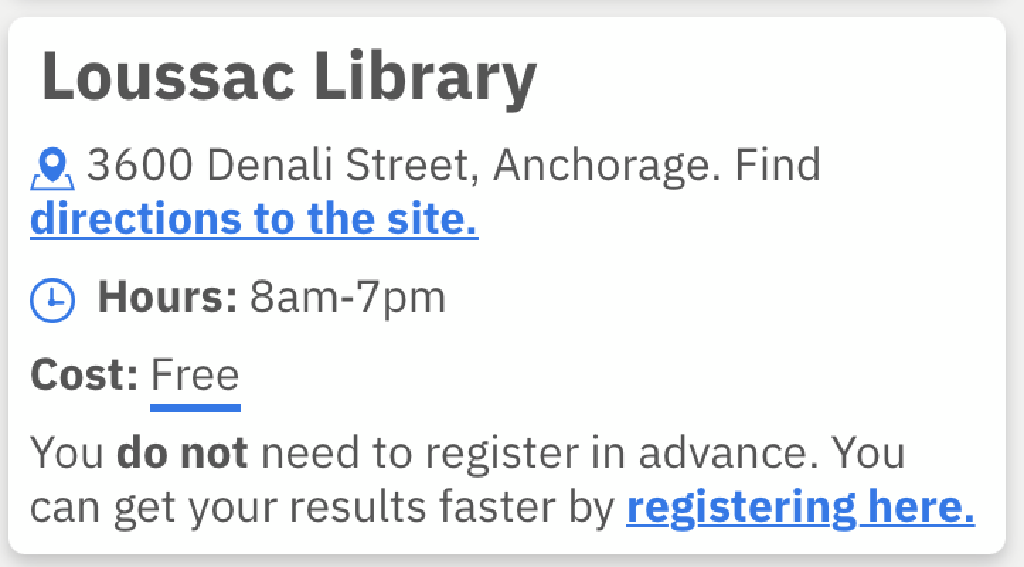 Loussac Library
3600 Denali Street, Anchorage. Find
directions to the site.
Hours: 8am-7pm
Cost: Free
You do not need to register in advance. You
can get your results faster by registering here.